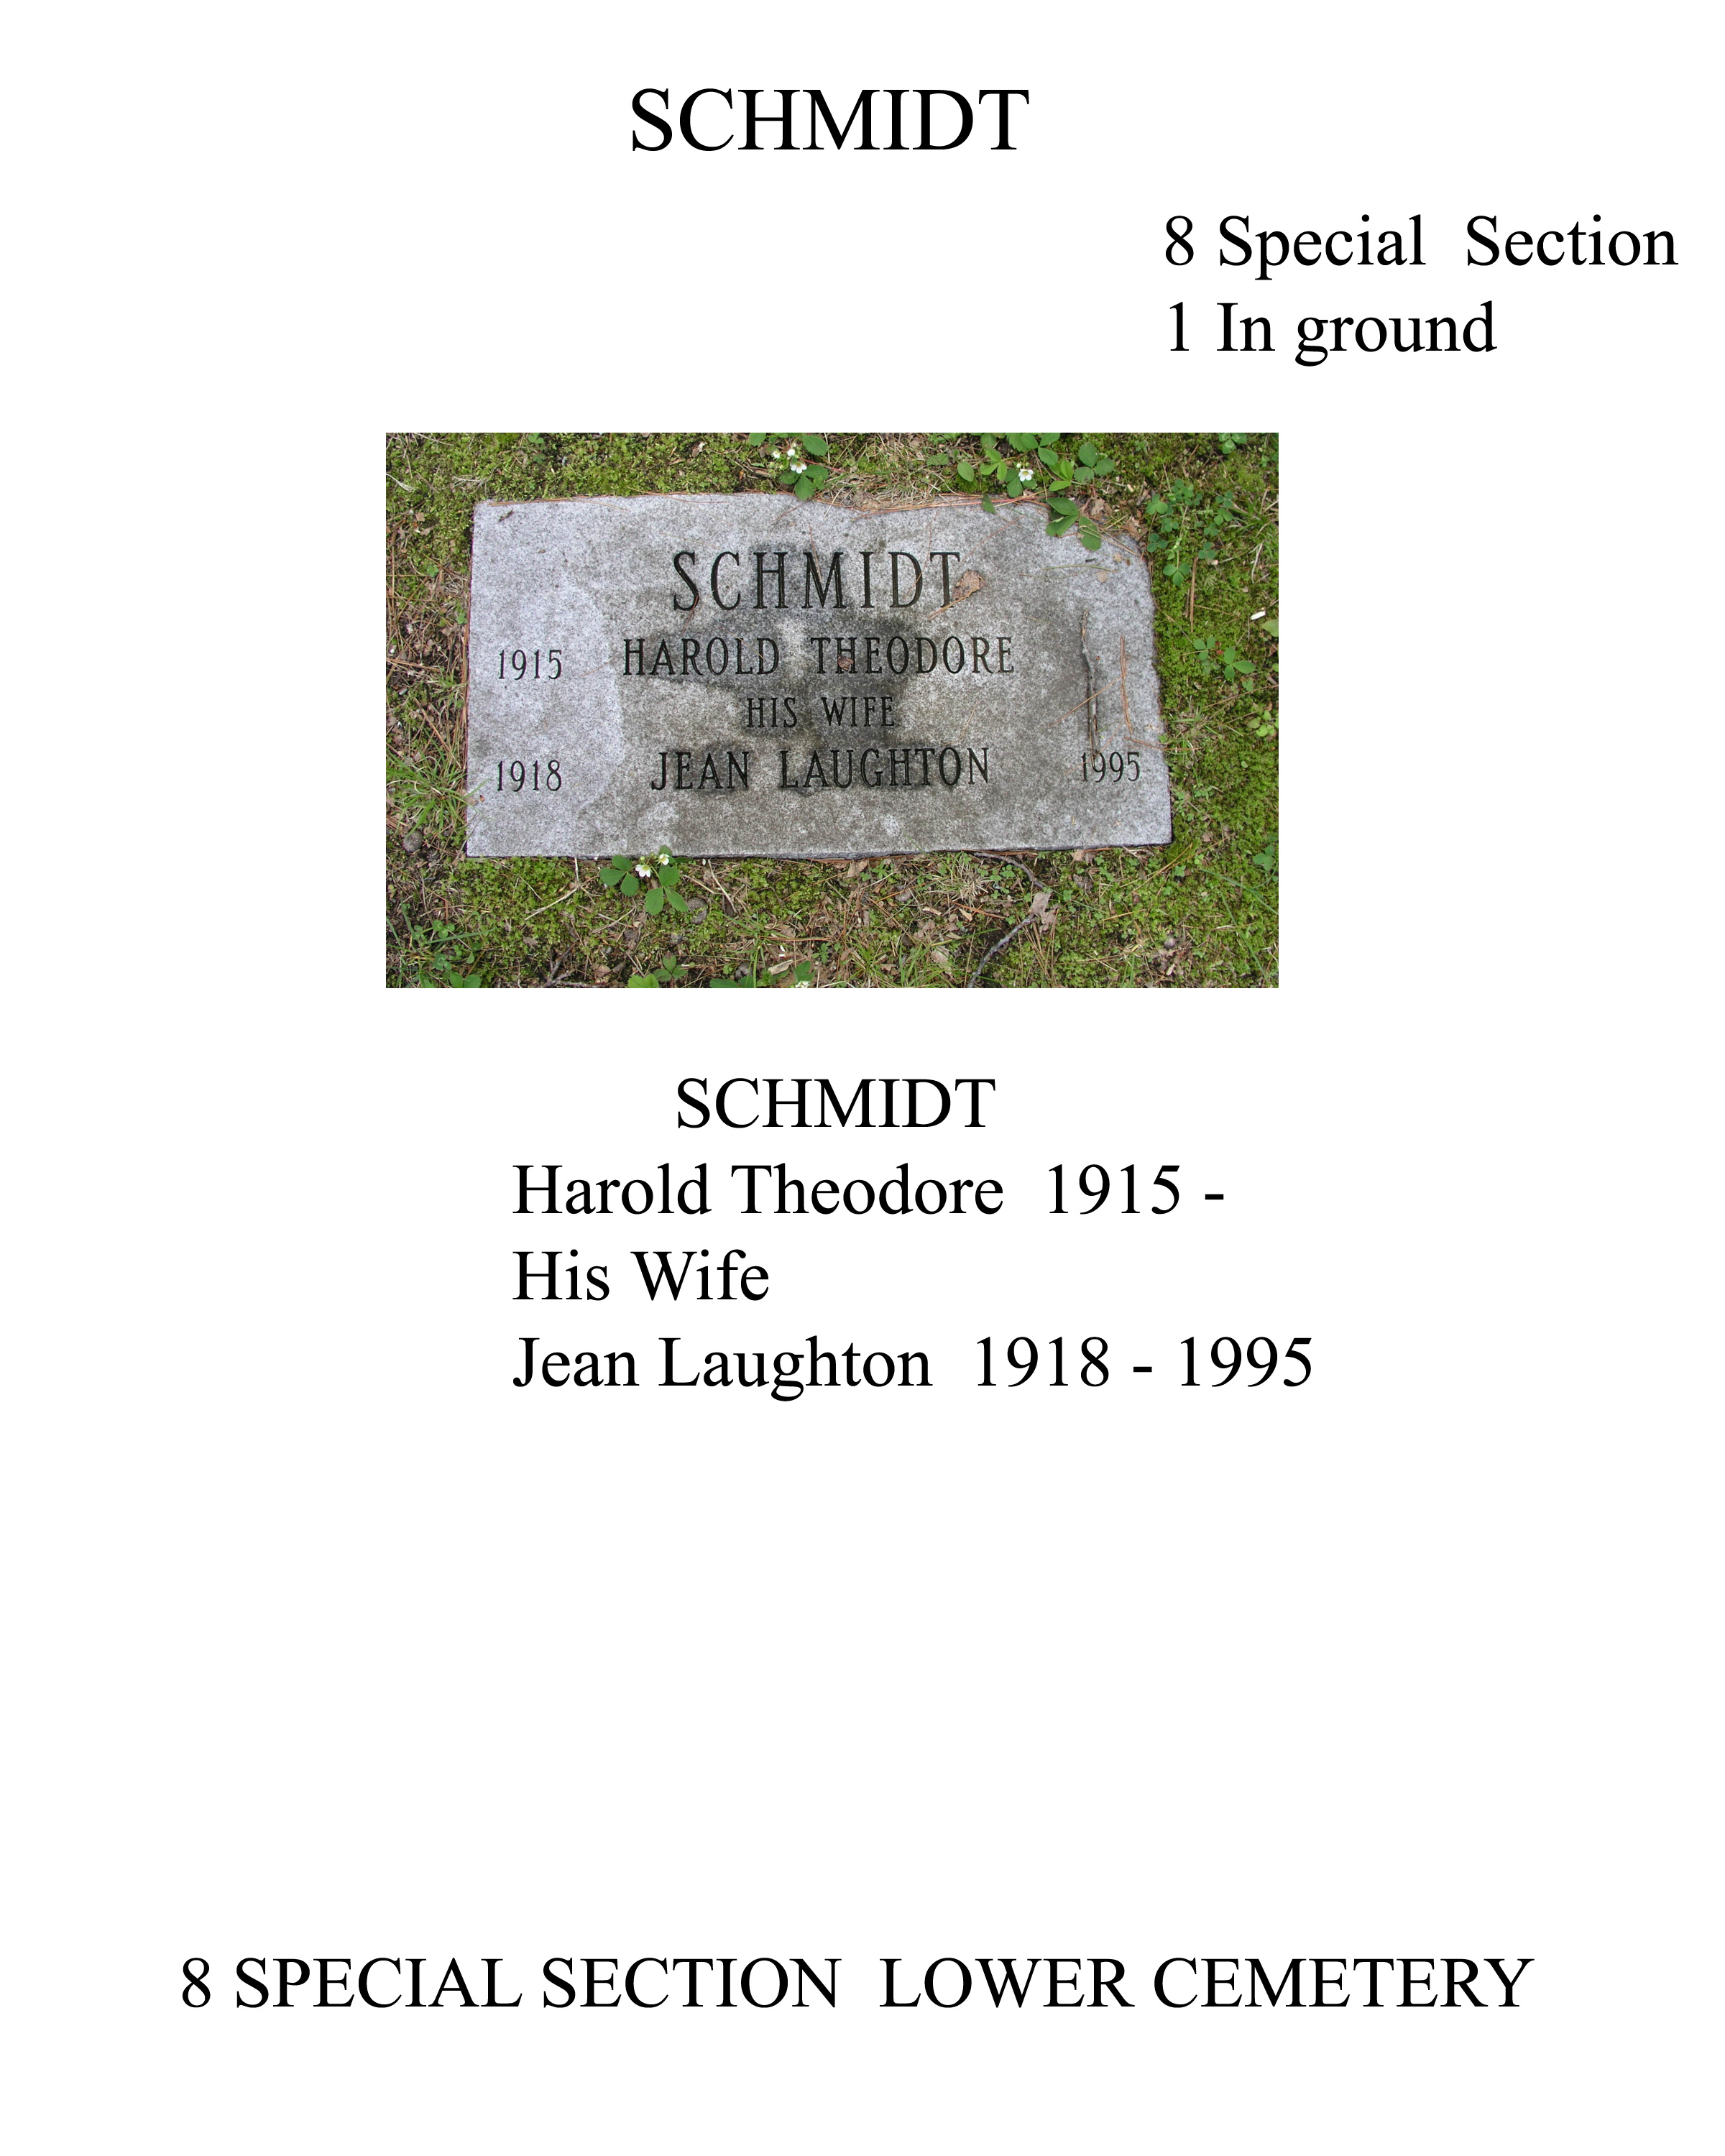 SCHMIDT
8 Special Section
1 In ground
SCHMIDT
1915 HAROLD THEODORE
HIS WIFE
1918 JEAN LAUGHTON 1995
SCHMIDT
Harold Theodore 1915 -
His Wife
Jean Laughton 1918 - 1995
8 SPECIAL SECTION LOWER CEMETERY